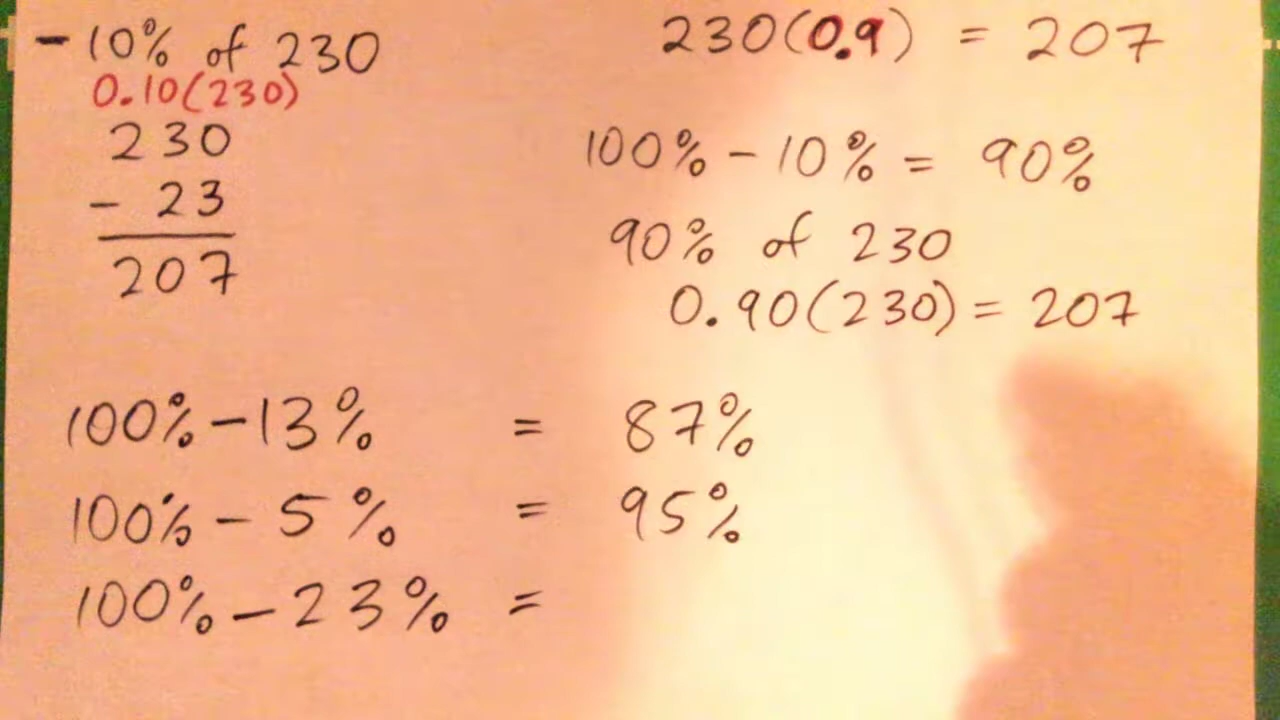 - 10% of 230
0.10(230)
230
- 23
207
230(0.9) = 207
100% - 10% = 90%
90% of 230
0.90(230) = 207
100% - 13% = 87%
100% - 5% = 95%
100% - 23% =